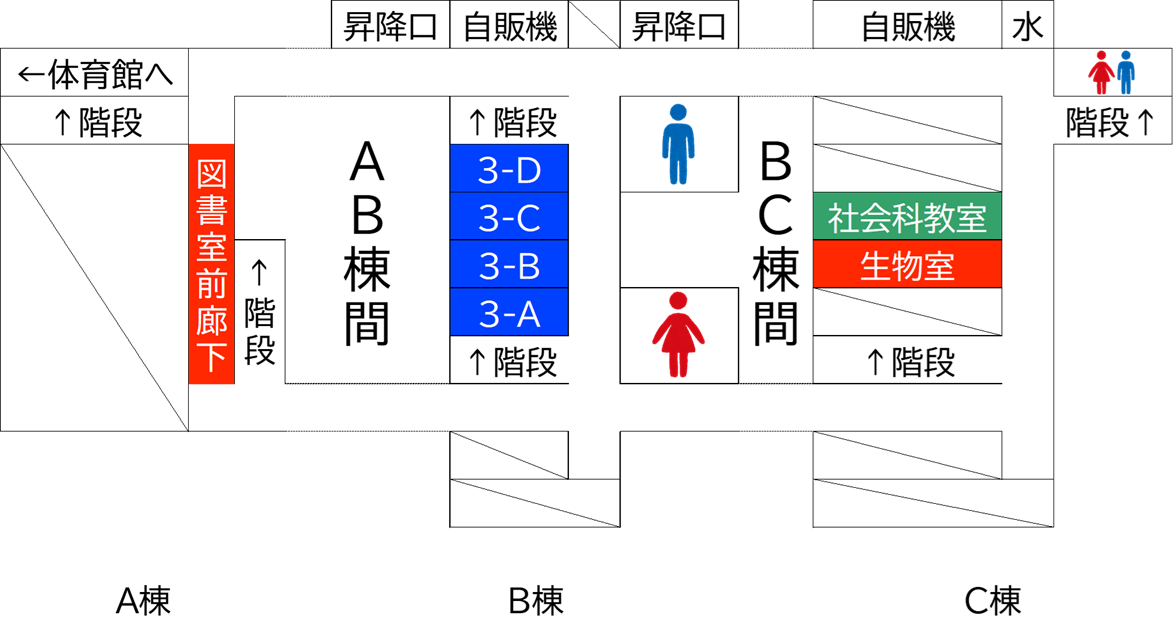 昇降口
自販機
昇降口
自販機
水
←体育館へ
↑階段
↑階段
階段↑
図書室前廊下
↑階段
AB棟間
3-D
3-C
3-B
3-A
↑階段
BC棟間
社会科教室
生物室
↑階段
A棟
B棟
C棟